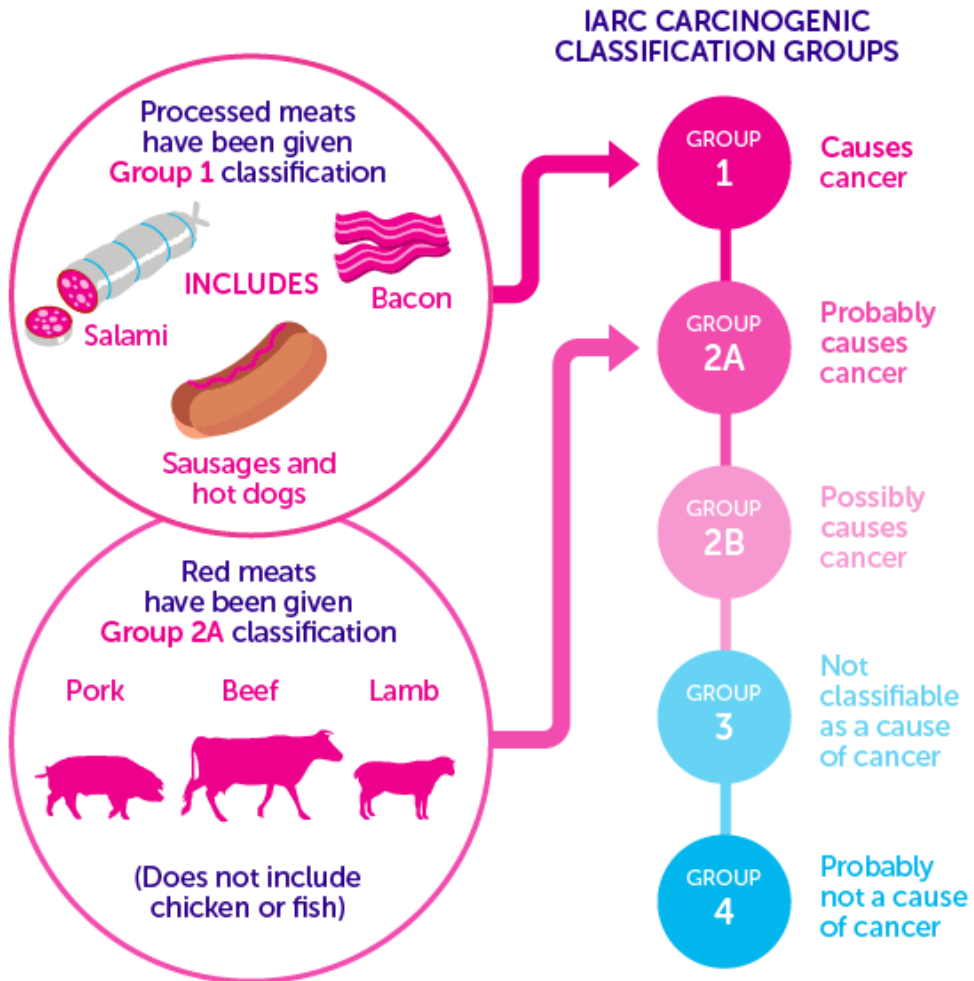 IARC CARCINOGENIC
CLASSIFICATION GROUPS
Processed meats
have been given
Group 1 classification
INCLUDES
Salami
Bacon
Sausages and
hot dogs
Red meats
have been given
Group 2A classification
Pork
Beef
Lamb
(Does not include
chicken or fish)
GROUP
1
Causes
cancer
GROUP
2A
Probably
causes
cancer
GROUP
2B
Possibly
causes
cancer
GROUP
3
Not
classifiable
as a cause
of cancer
GROUP
4
Probably
not a cause
of cancer